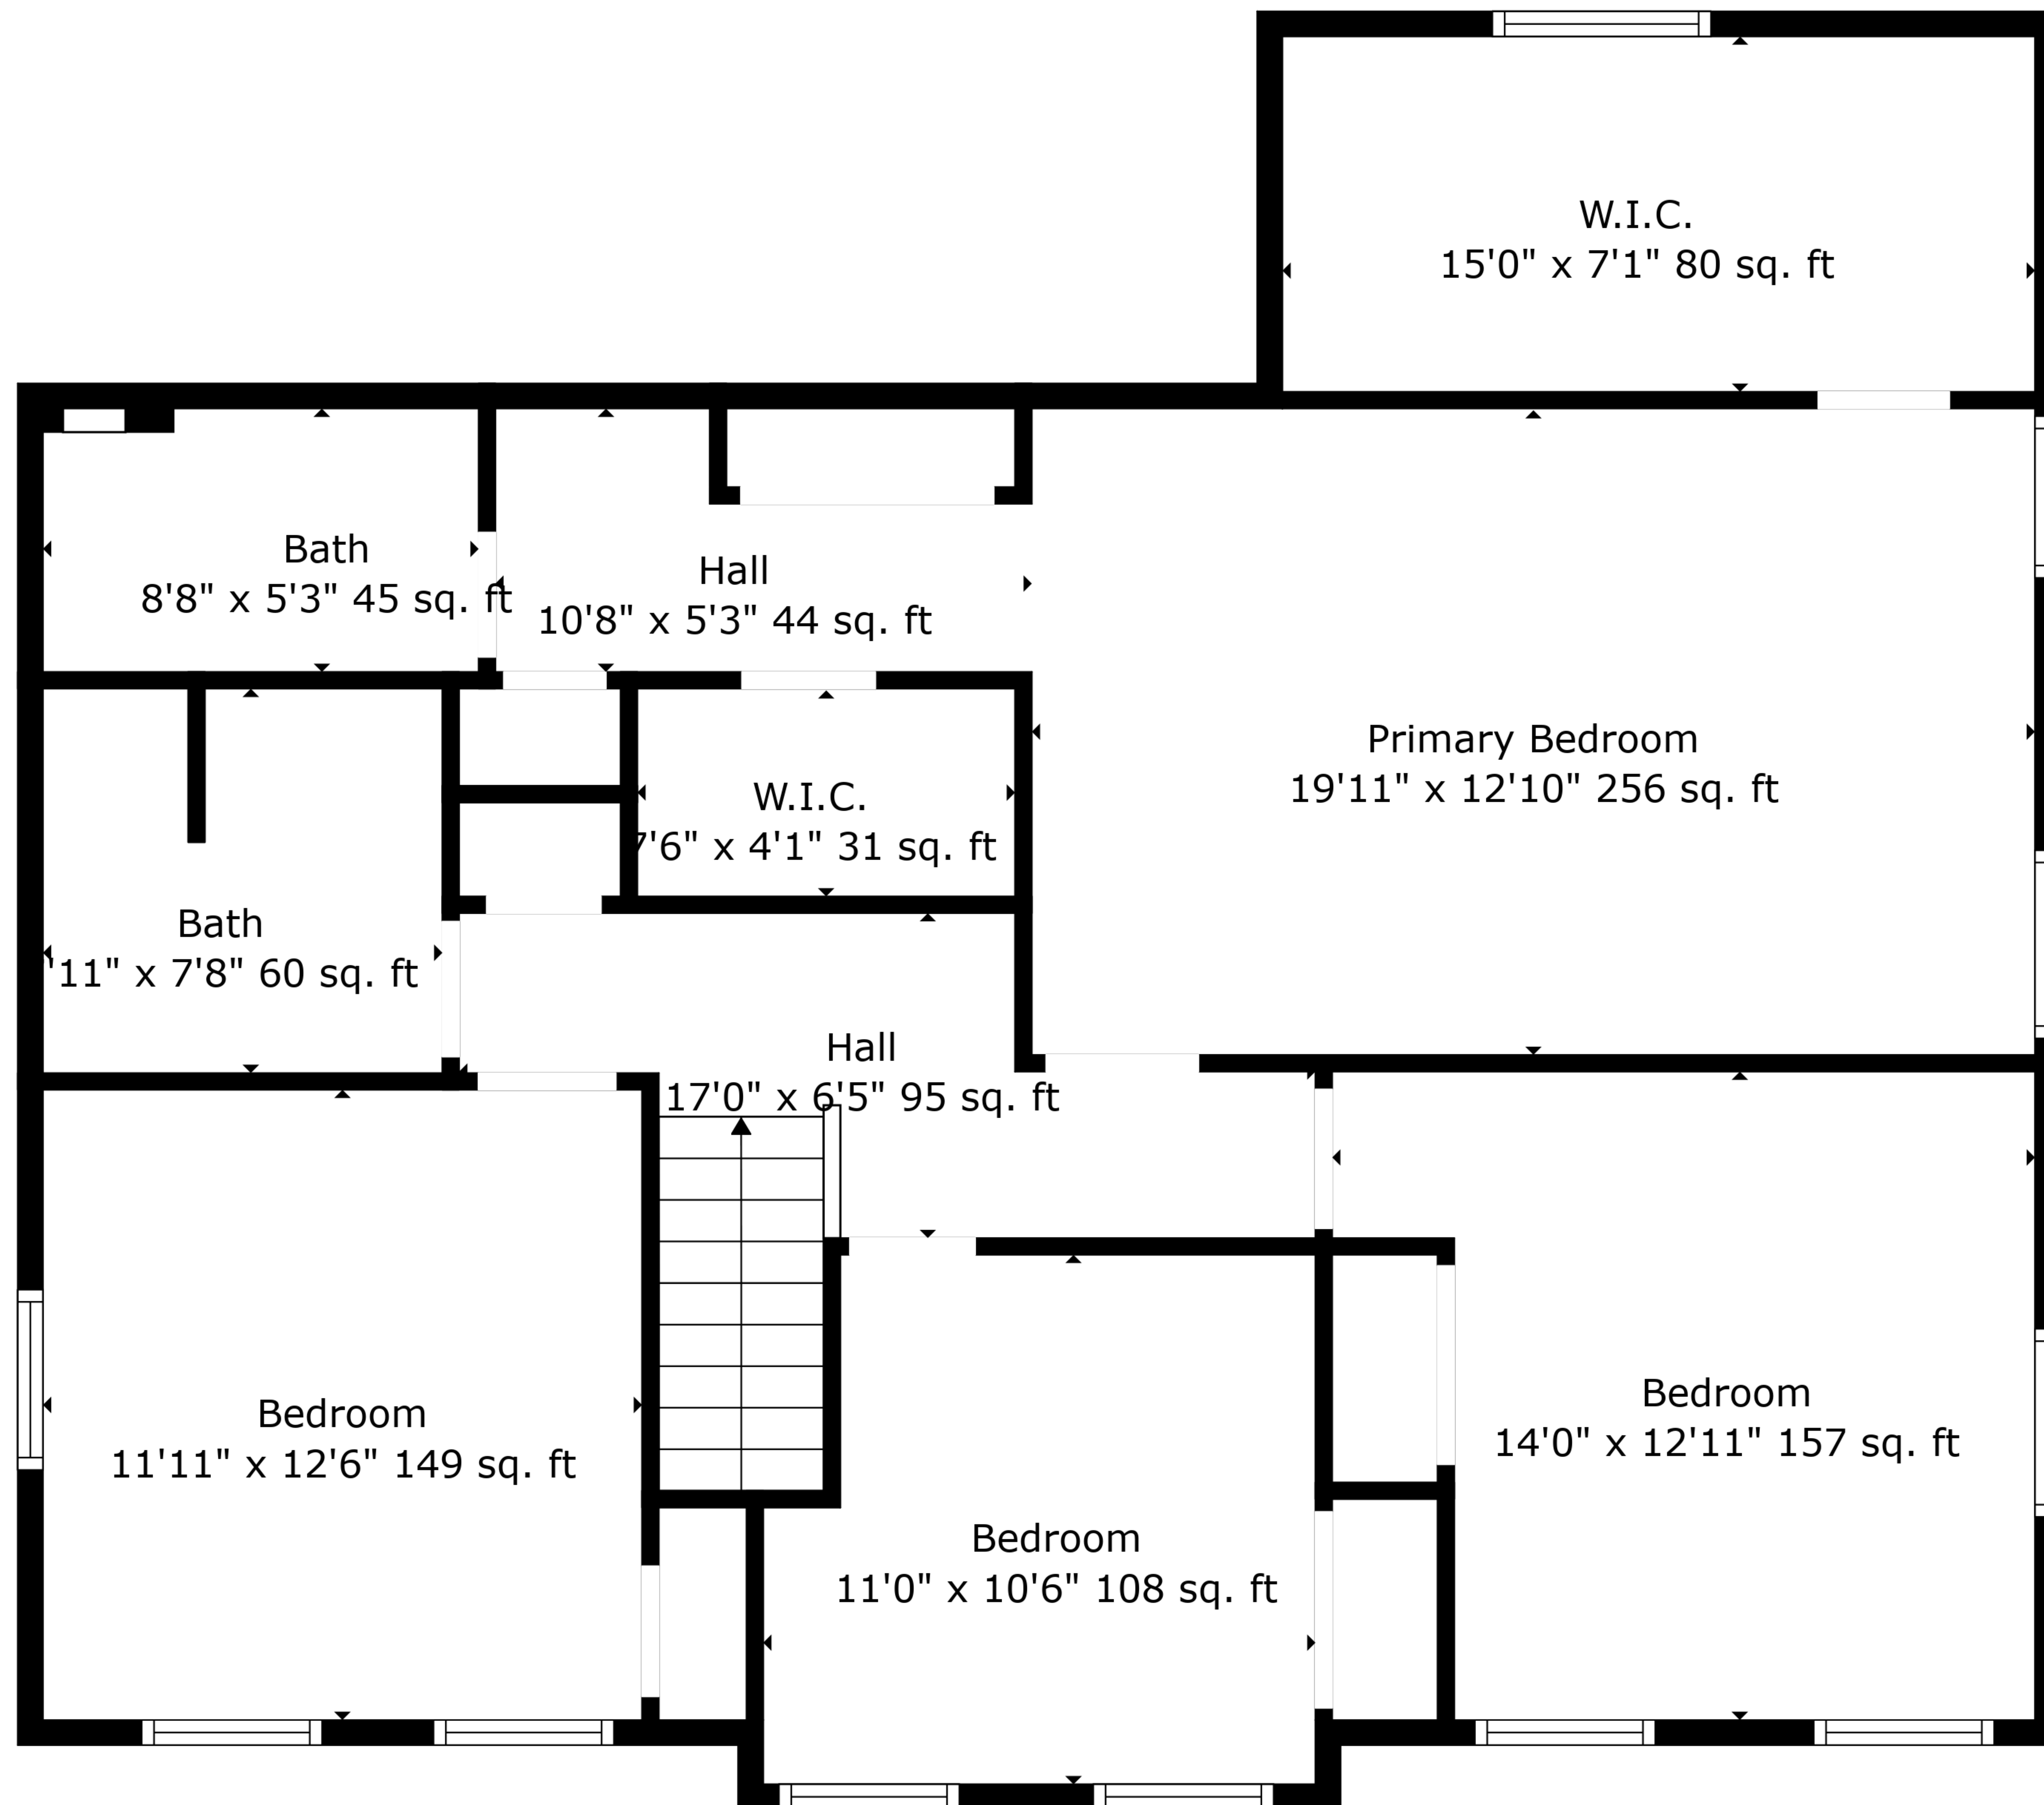 W.I.C.
15'0" x 7'1" 80 sq. ft
Bath
8'8" x 5'3" 45 sq. ft
Hall
10'8" x 5'3" 44 sq. ft
Primary Bedroom
19'11" x 12'10" 256 sq. ft
W.I.C.
7'6" x 4'1" 31 sq. ft
Bath
'11" x 7'8" 60 sq. ft
Hall
17'0" x 6'5" 95 sq. ft
Bedroom
11'11" x 12'6" 149 sq. ft
Bedroom
14'0" x 12'11" 157 sq. ft
Bedroom
11'0" x 10'6" 108 sq. ft